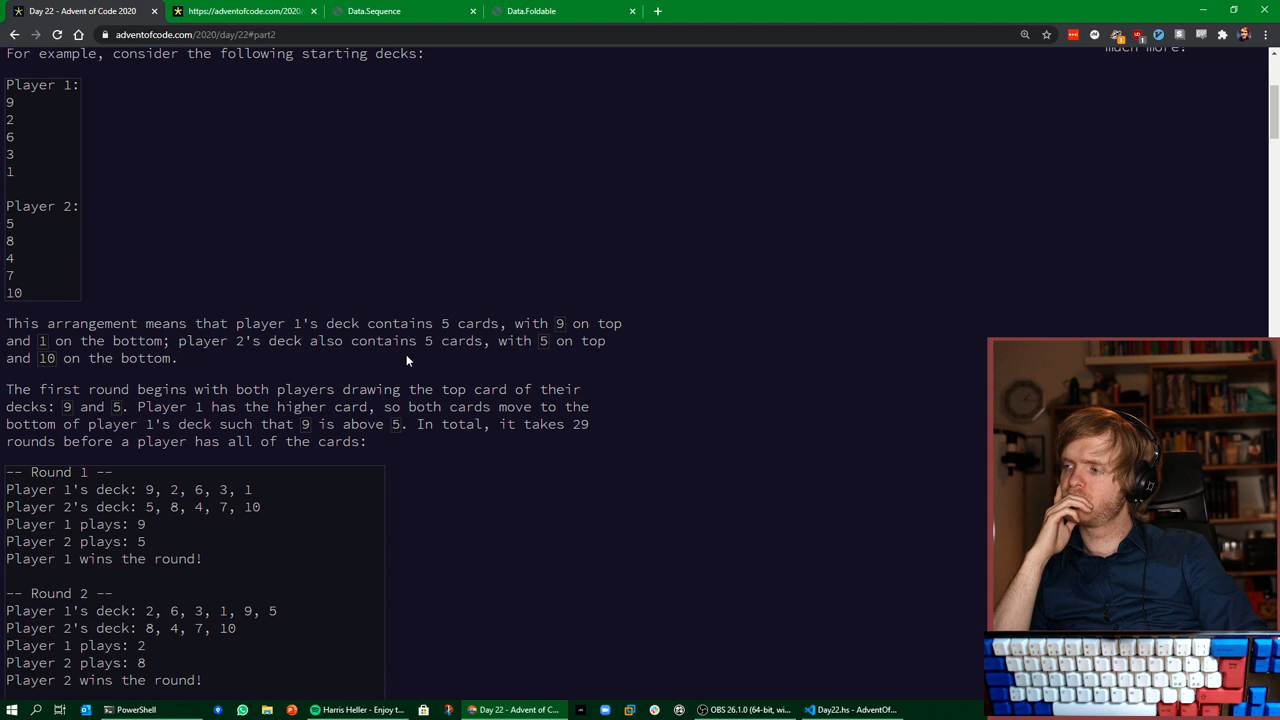 Day 22 - Advent of Code 2020
https://adventofcode.com/2020/
Data.Sequence
Data.Foldable
adventofcode.com/2020/day/22#part2
For example, consider the following starting decks:
much more!
Player 1:
9
2
6
3
1
Player 2:
5
8
4
7
10
This arrangement means that player 1's deck contains 5 cards, with 9 on top
and 1 on the bottom; player 2's deck also contains 5 cards, with 5 on top
and 10 on the bottom.
The first round begins with both players drawing the top card of their
decks: 9 and 5. Player 1 has the higher card, so both cards move to the
bottom of player 1's deck such that 9 is above 5. In total, it takes 29
rounds before a player has all of the cards:
-- Round 1 --
Player 1's deck: 9, 2, 6, 3, 1
Player 2's deck: 5, 8, 4, 7, 10
Player 1 plays: 9
Player 2 plays: 5
Player 1 wins the round!
-- Round 2 --
Player 1's deck: 2, 6, 3, 1, 9, 5
Player 2's deck: 8, 4, 7, 10
Player 1 plays: 2
Player 2 plays: 8
Player 2 wins the round!
PowerShell
Harris Heller - Enjoy t...
Day 22 - Advent of C...
OBS 26.1.0 (64-bit, wi...
Day22.hs - AdventOf...